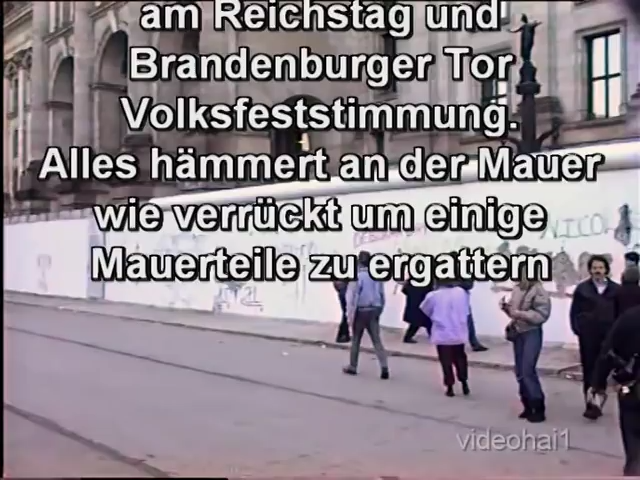 am Reichstag und
Brandenburger Tor
Volksfeststimmung.
Alles hämmert an der Mauer
wie verrückt um einige
Mauerteile zu ergattern
NICOL
videohai1